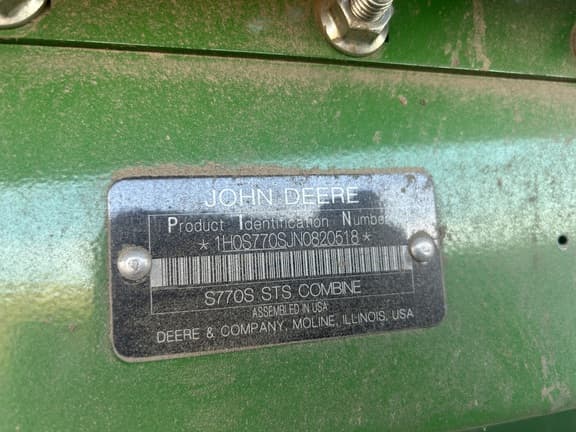 JOHN DEERE
Product Identification Number
*1H0S770SJN0820518*
S770S STS COMBINE
ASSEMBLED IN USA
DEERE & COMPANY, MOLINE, ILLINOIS, USA